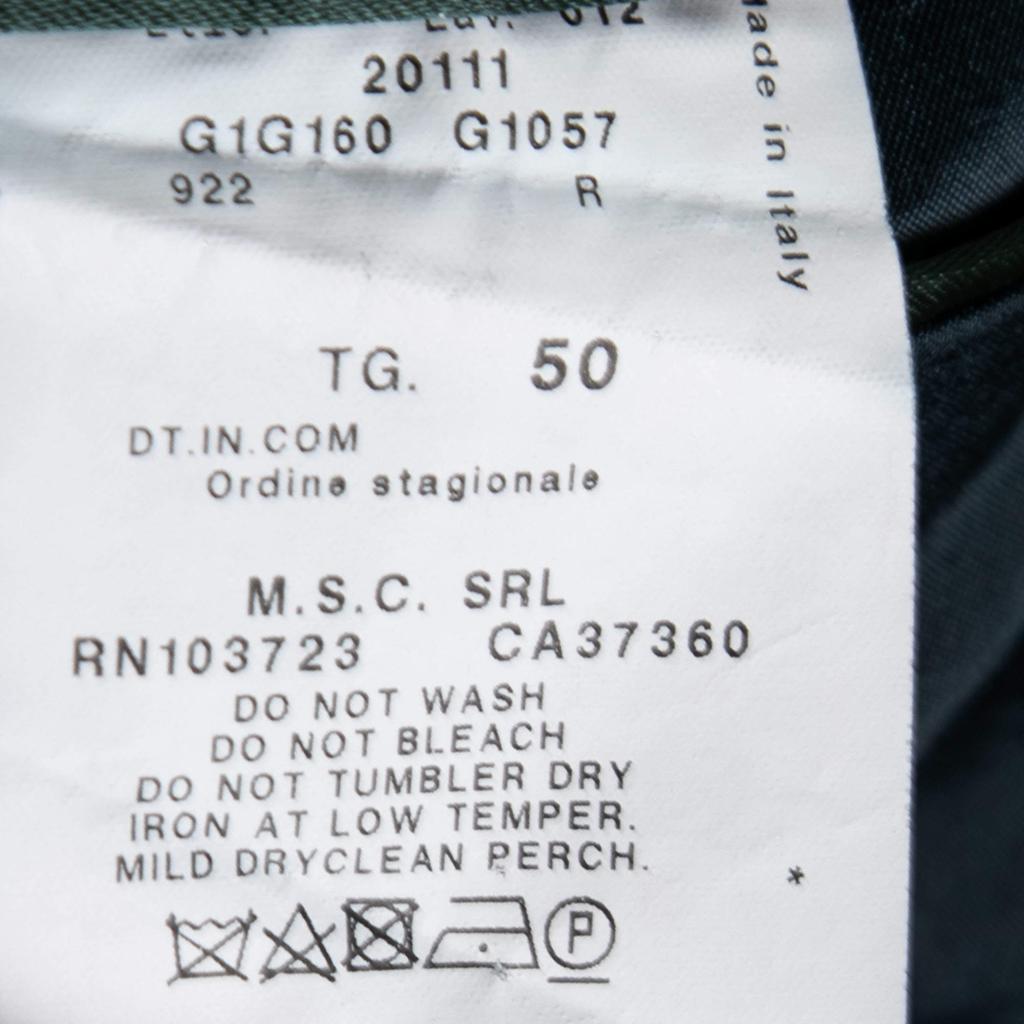 20111
G1G160 G1057
922 R
Made in Italy
TG. 50
DT.IN.COM
Ordine stagionale
M.S.C. SRL
RN103723 CA37360
DO NOT WASH
DO NOT BLEACH
DO NOT TUMBLER DRY
IRON AT LOW TEMPER.
MILD DRYCLEAN PERCH.
*
P